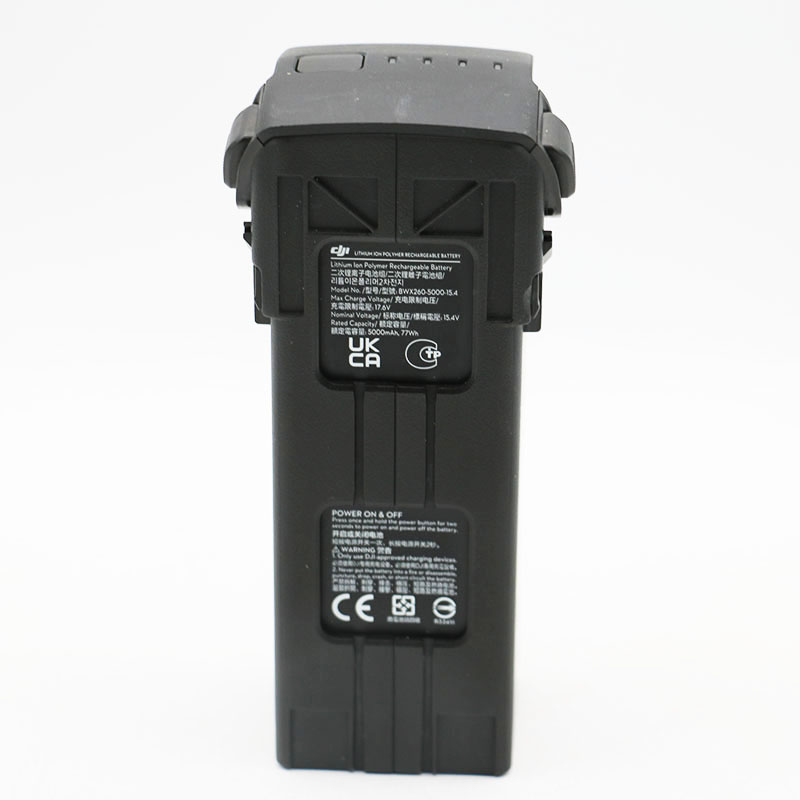 dji LITHIUM ION POLYMER RECHARGEABLE BATTERY
Lithium Ion Polymer Rechargeable Battery
二次锂离子电池组/二次鋰離子電池組/
리튬이온폴리머2차전지
Model No./型号/型號: BWX260-5000-15.4
Max Charge Voltage/ 充电限制电压/
充電限制電壓: 17.6V
Nominal Voltage/ 标称电压/標稱電壓: 15.4V
Rated Capacity/ 额定容量/
額定電容量: 5000mAh, 77Wh
UK
CA
POWER ON & OFF
Press once and hold the power button for two
seconds to power on and power off the battery.
开启或关闭电池
短按电源开关一次, 长按电源开关2秒。
WARNING 警告
1. Only use DJI-approved charging devices.
2. Never put the battery into a fire or disassemble,
puncture, drop, crash, or short circuit the battery.
CE